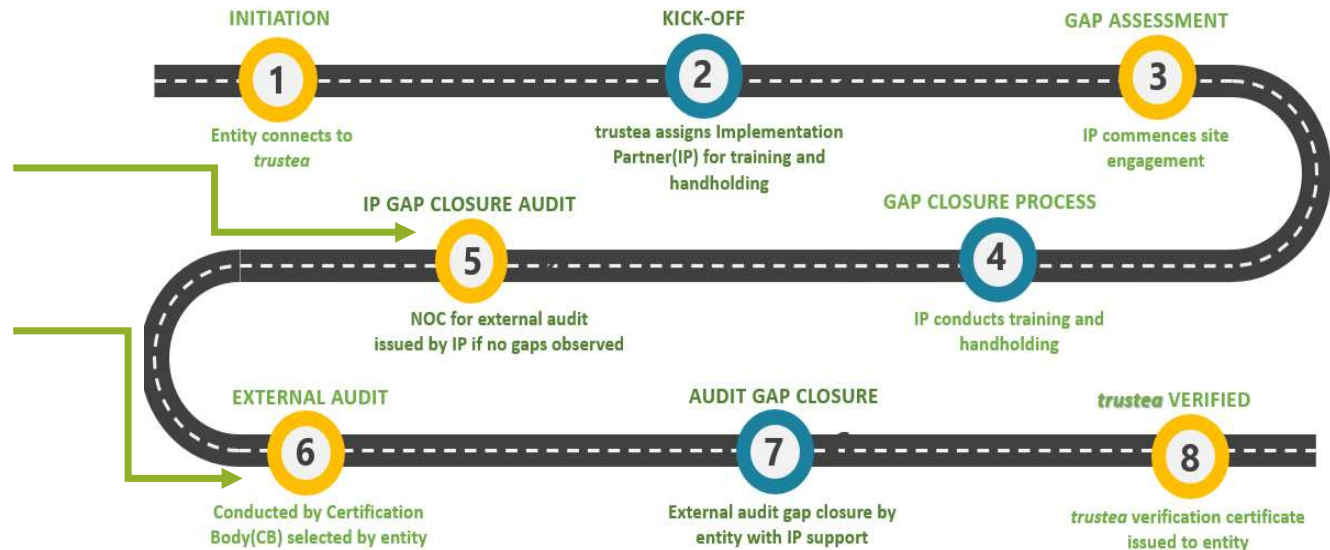 INITIATION
1
Entity connects to
trustea
KICK-OFF
2
trustea assigns Implementation
Partner(IP) for training and
handholding
GAP ASSESSMENT
3
IP commences site
engagement
GAP CLOSURE PROCESS
4
IP conducts training and
handholding
IP GAP CLOSURE AUDIT
5
NOC for external audit
issued by IP if no gaps observed
EXTERNAL AUDIT
6
Conducted by Certification
Body(CB) selected by entity
AUDIT GAP CLOSURE
7
External audit gap closure by
entity with IP support
trustea VERIFIED
8
trustea verification certificate
issued to entity